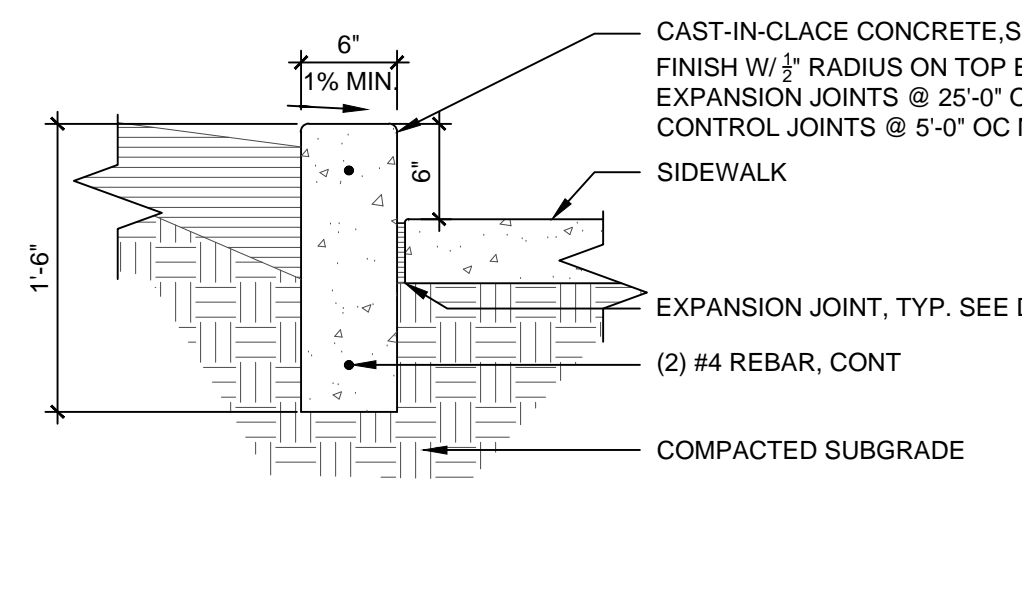 6"
1% MIN.
CAST-IN-CLACE CONCRETE,S
FINISH W/ 1/2" RADIUS ON TOP
EXPANSION JOINTS @ 25'-0"
CONTROL JOINTS @ 5'-0" OC
6"
SIDEWALK
1'-6"
EXPANSION JOINT, TYP. SEE
(2) #4 REBAR, CONT
COMPACTED SUBGRADE